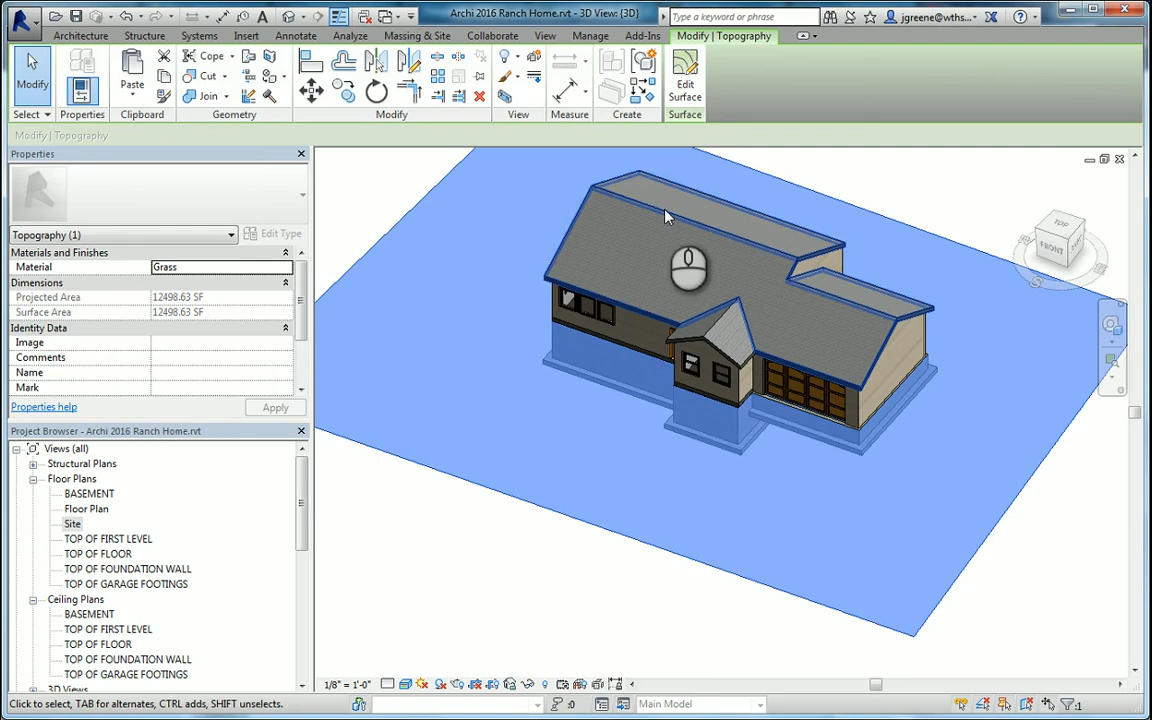 Archi 2016 Ranch Home.rvt - 3D View: {3D}
Type a keyword or phrase
jgreene@wths...
Architecture Structure Systems Insert Annotate Analyze Massing & Site Collaborate View Manage Add-Ins Modify | Topography
Modify
Paste
Cope
Cut
Join
Edit
Surface
Select Properties Clipboard Geometry Modify View Measure Create Surface
Modify | Topography
Properties
Topography (1)
Edit Type
Materials and Finishes
Material Grass
Dimensions
Projected Area 12498.63 SF
Surface Area 12498.63 SF
Identity Data
Image
Comments
Name
Mark
Properties help
Apply
TOP
FRONT
Project Browser - Archi 2016 Ranch Home.rvt
Views (all)
Structural Plans
Floor Plans
BASEMENT
Floor Plan
Site
TOP OF FIRST LEVEL
TOP OF FLOOR
TOP OF FOUNDATION WALL
TOP OF GARAGE FOOTINGS
Ceiling Plans
BASEMENT
TOP OF FIRST LEVEL
TOP OF FLOOR
TOP OF FOUNDATION WALL
TOP OF GARAGE FOOTINGS
3D Views
1/8" = 1'-0"
Click to select, TAB for alternates, CTRL adds, SHIFT unselects.
:0
Main Model
:1